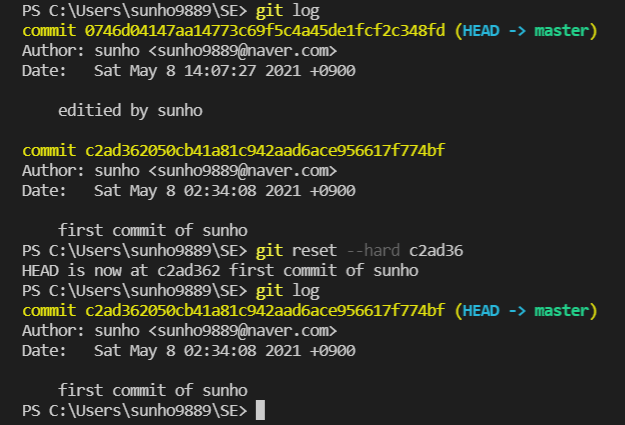 PS C:\Users\sunho9889\SE> git log
commit 0746d04147aa14773c69f5c4a45de1fcf2c348fd (HEAD -> master)
Author: sunho <sunho9889@naver.com>
Date:   Sat May 8 14:07:27 2021 +0900
editied by sunho
commit c2ad362050cb41a81c942aad6ace956617f774bf
Author: sunho <sunho9889@naver.com>
Date:   Sat May 8 02:34:08 2021 +0900
first commit of sunho
PS C:\Users\sunho9889\SE> git reset --hard c2ad36
HEAD is now at c2ad362 first commit of sunho
PS C:\Users\sunho9889\SE> git log
commit c2ad362050cb41a81c942aad6ace956617f774bf (HEAD -> master)
Author: sunho <sunho9889@naver.com>
Date:   Sat May 8 02:34:08 2021 +0900
first commit of sunho
PS C:\Users\sunho9889\SE>